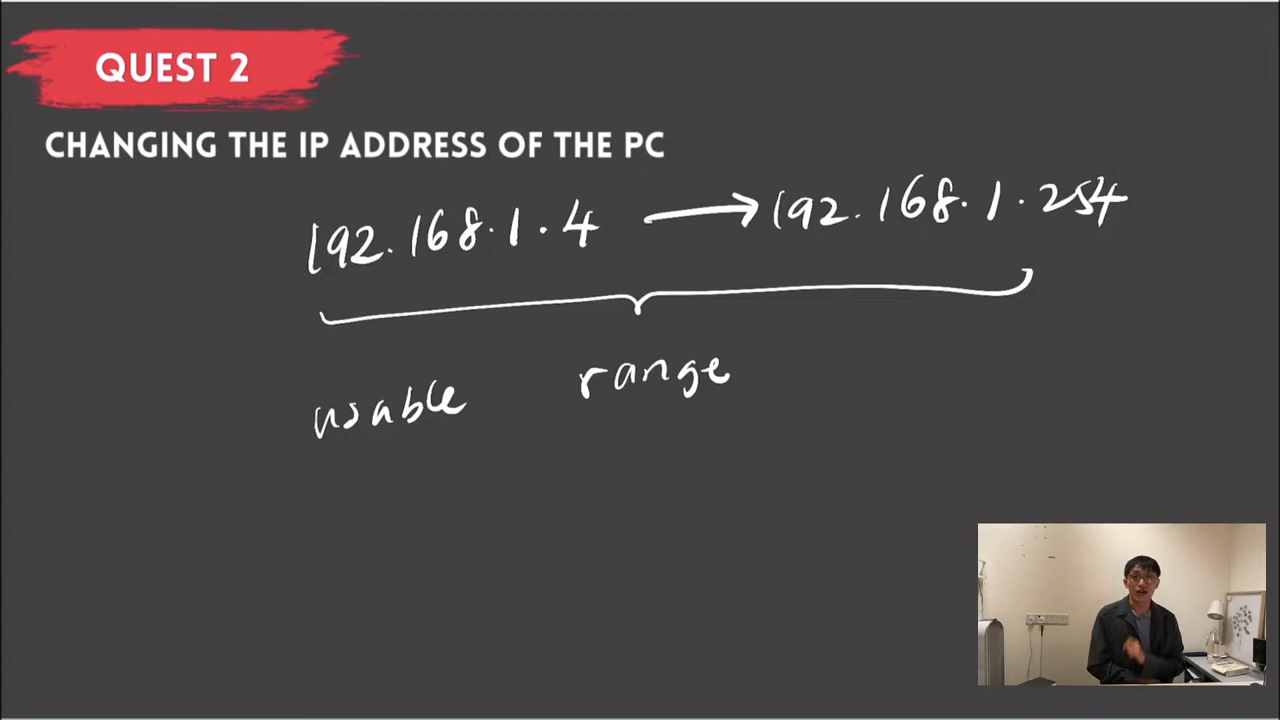 QUEST 2
CHANGING THE IP ADDRESS OF THE PC
192.168.1.4 → 192.168.1.254
usable range